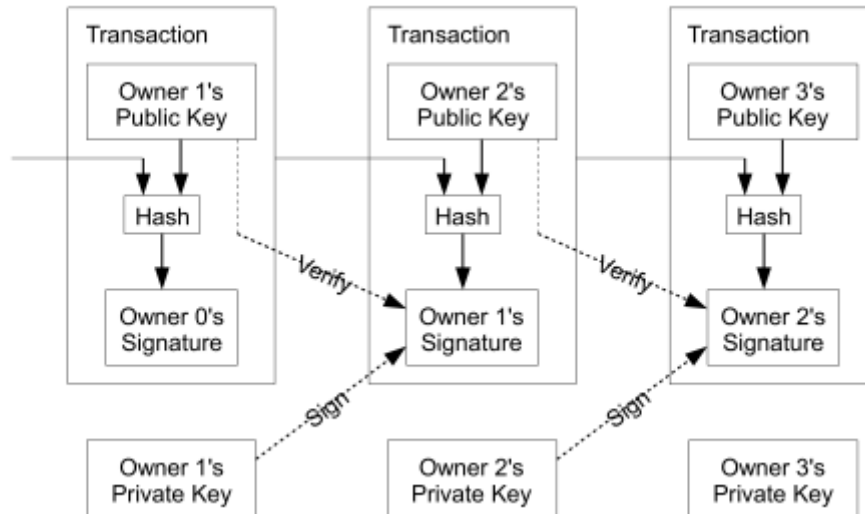 Transaction
Transaction
Transaction
Owner 1's
Public Key
Owner 2's
Public Key
Owner 3's
Public Key
Hash
Hash
Hash
Verify
Verify
Owner 0's
Signature
Owner 1's
Signature
Owner 2's
Signature
Sign
Sign
Owner 1's
Private Key
Owner 2's
Private Key
Owner 3's
Private Key